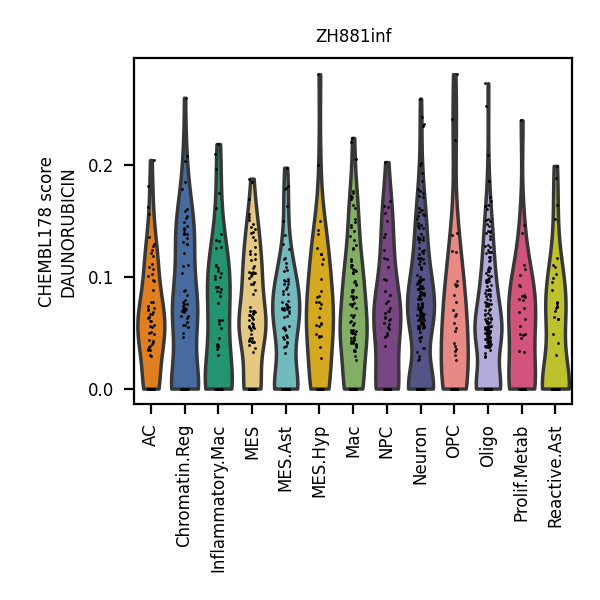 ZH881inf
CHEMBL178 score
DAUNORUBICIN
0.2
0.1
0.0
AC
Chromatin.Reg
Inflammatory.Mac
MES
MES.Ast
MES.Hyp
Mac
NPC
Neuron
OPC
Oligo
Prolif.Metab
Reactive.Ast